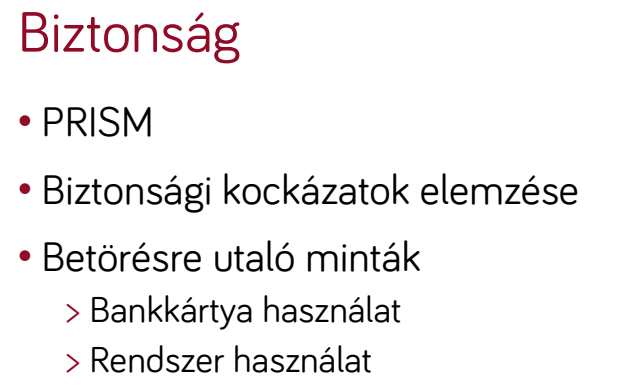 Biztonság
• PRISM
• Biztonsági kockázatok elemzése
• Betörésre utaló minták
> Bankkártya használat
> Rendszer használat